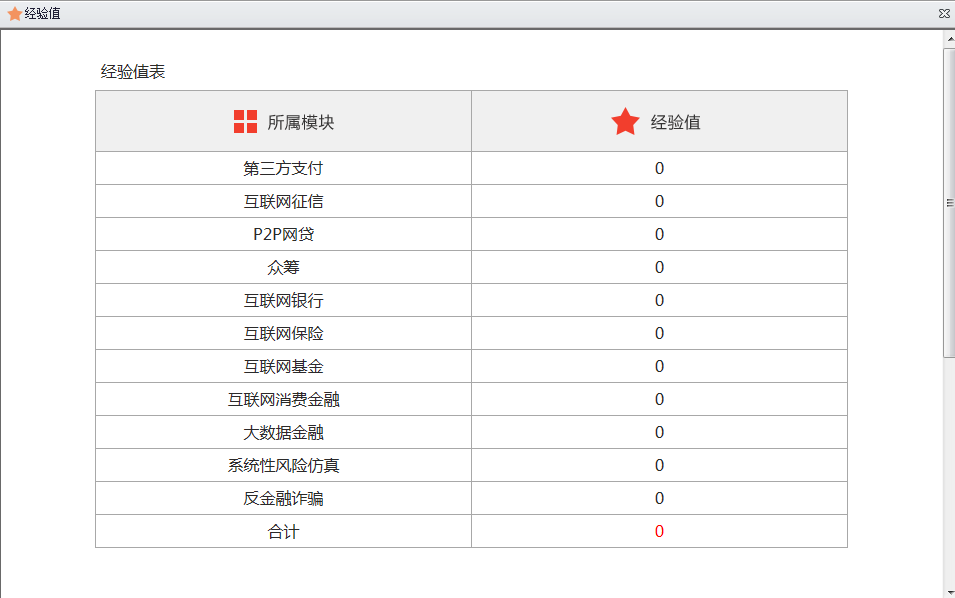 经验值
经验值表
所属模块 经验值
第三方支付 0
互联网征信 0
P2P网贷 0
众筹 0
互联网银行 0
互联网保险 0
互联网基金 0
互联网消费金融 0
大数据金融 0
系统性风险仿真 0
反金融诈骗 0
合计 0